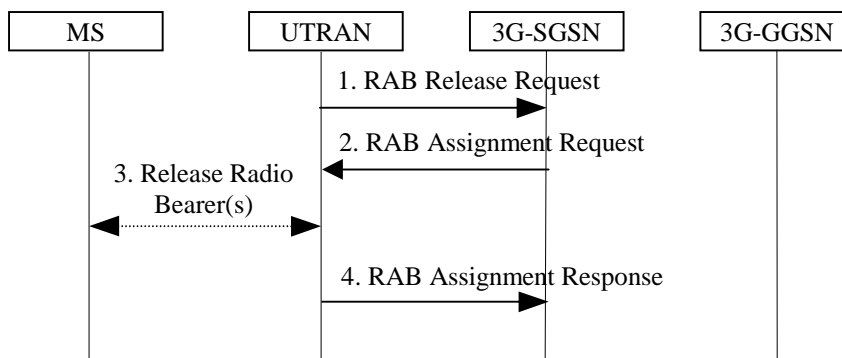 MS
UTRAN
3G-SGSN
3G-GGSN
1. RAB Release Request
2. RAB Assignment Request
3. Release Radio
Bearer(s)
4. RAB Assignment Response